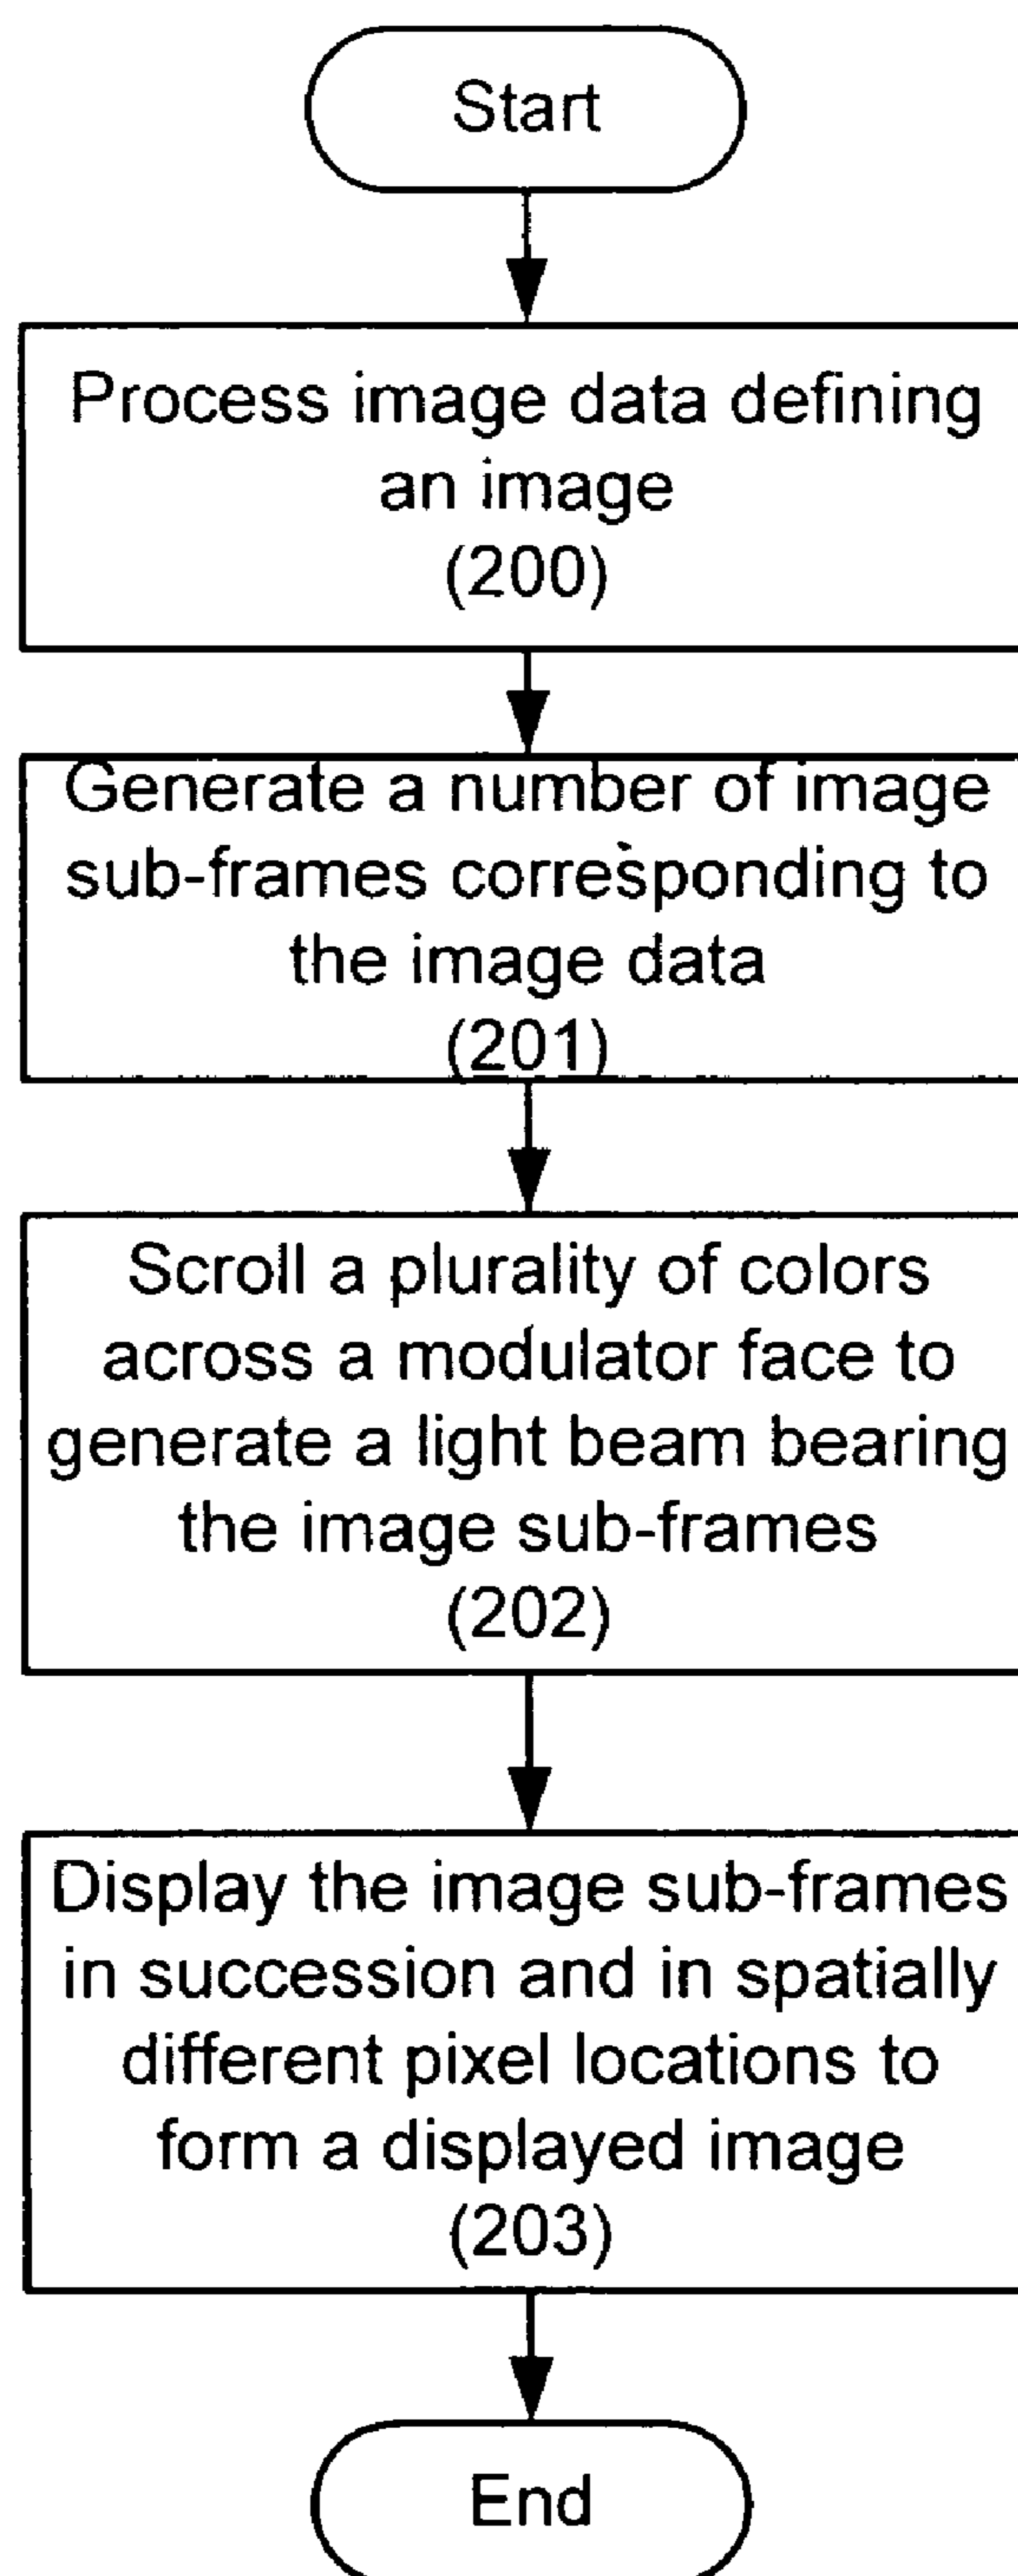 Start
Process image data defining
an image
(200)
Generate a number of image
sub-frames corresponding to
the image data
(201)
Scroll a plurality of colors
across a modulator face to
generate a light beam bearing
the image sub-frames
(202)
Display the image sub-frames
in succession and in spatially
different pixel locations to
form a displayed image
(203)
End